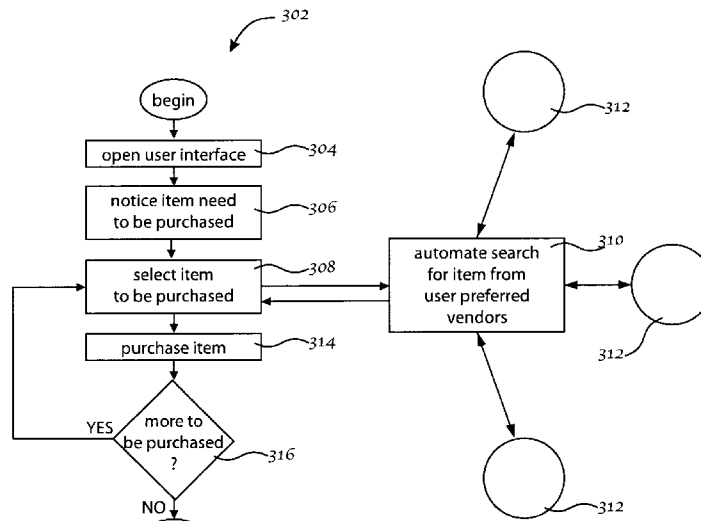 302
begin
open user interface
304
notice item need
to be purchased
306
select item
to be purchased
308
purchase item
314
YES
more to
be purchased
?
316
NO
312
automate search
for item from
user preferred
vendors
310
312
312